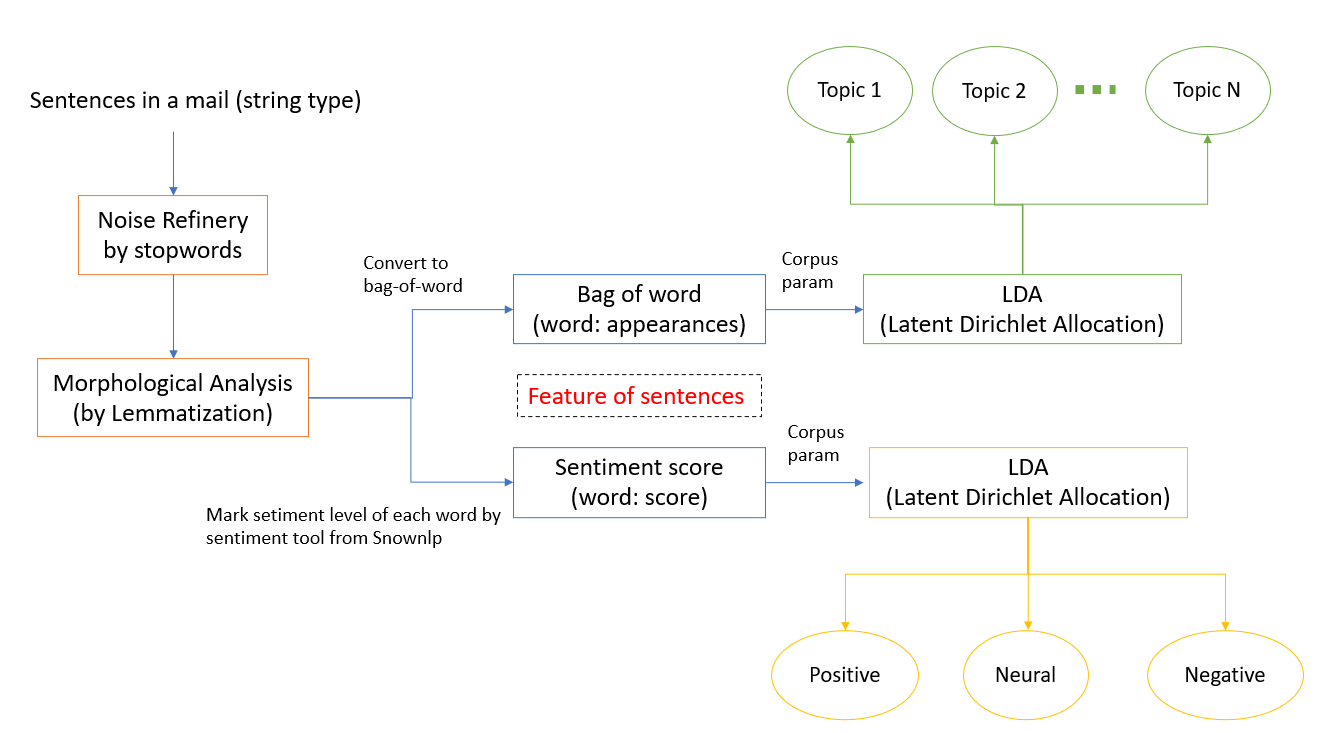 Sentences in a mail (string type)
Noise Refinery
by stopwords
Morphological Analysis
(by Lemmatization)
Convert to
bag-of-word
Mark setiment level of each word by
sentiment tool from Snownlp
Bag of word
(word: appearances)
Feature of sentences
Sentiment score
(word: score)
Corpus
param
LDA
(Latent Dirichlet Allocation)
Topic 1
Topic 2
Topic N
Corpus
param
LDA
(Latent Dirichlet Allocation)
Positive
Neural
Negative